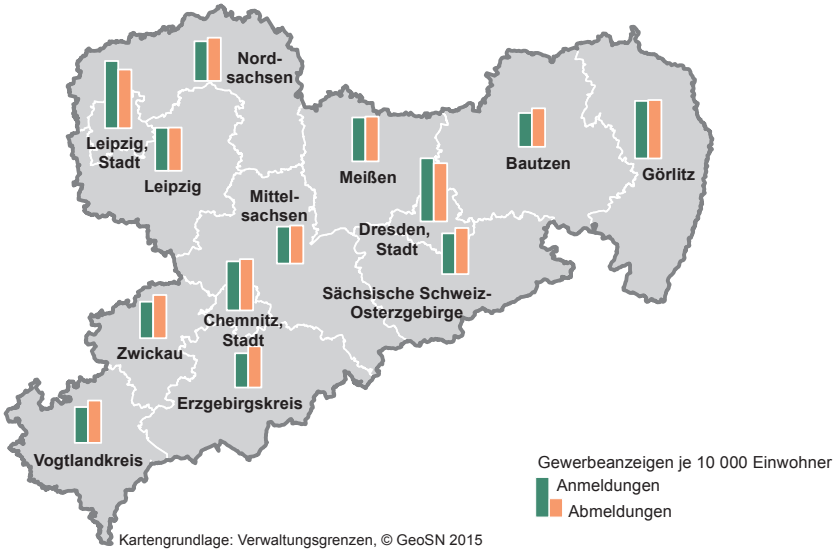 Nord-
sachsen
Leipzig,
Stadt
Leipzig
Meißen
Bautzen
Görlitz
Mittel-
sachsen
Dresden,
Stadt
Sächsische Schweiz-
Osterzgebirge
Chemnitz,
Stadt
Zwickau
Erzgebirgskreis
Vogtlandkreis
Gewerbeanzeigen je 10 000 Einwohner
Anmeldungen
Abmeldungen
Kartengrundlage: Verwaltungsgrenzen, © GeoSN 2015